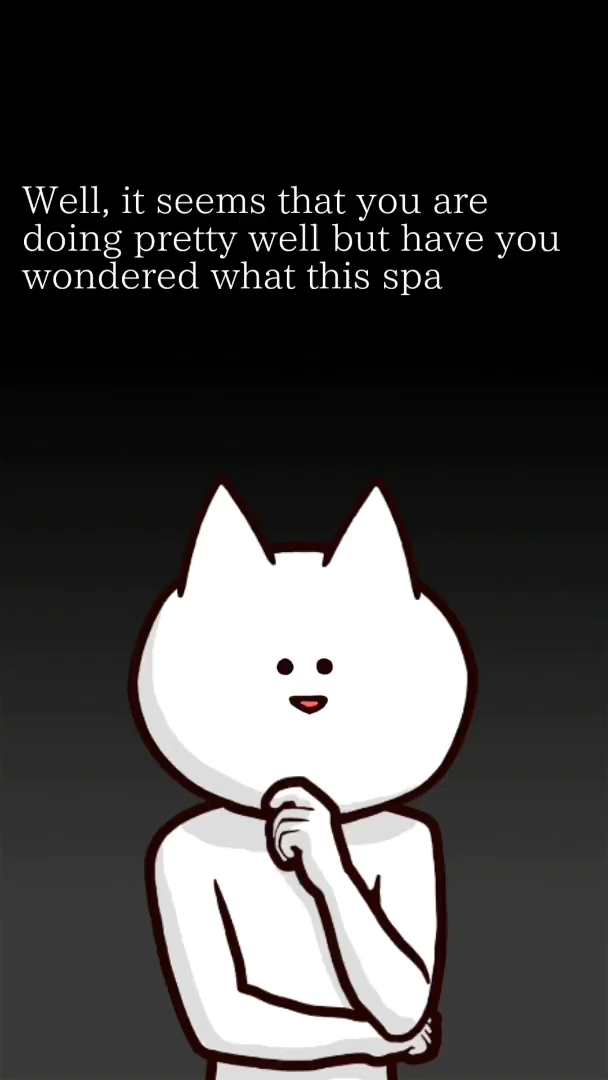 Well, it seems that you are
doing pretty well but have you
wondered what this spa